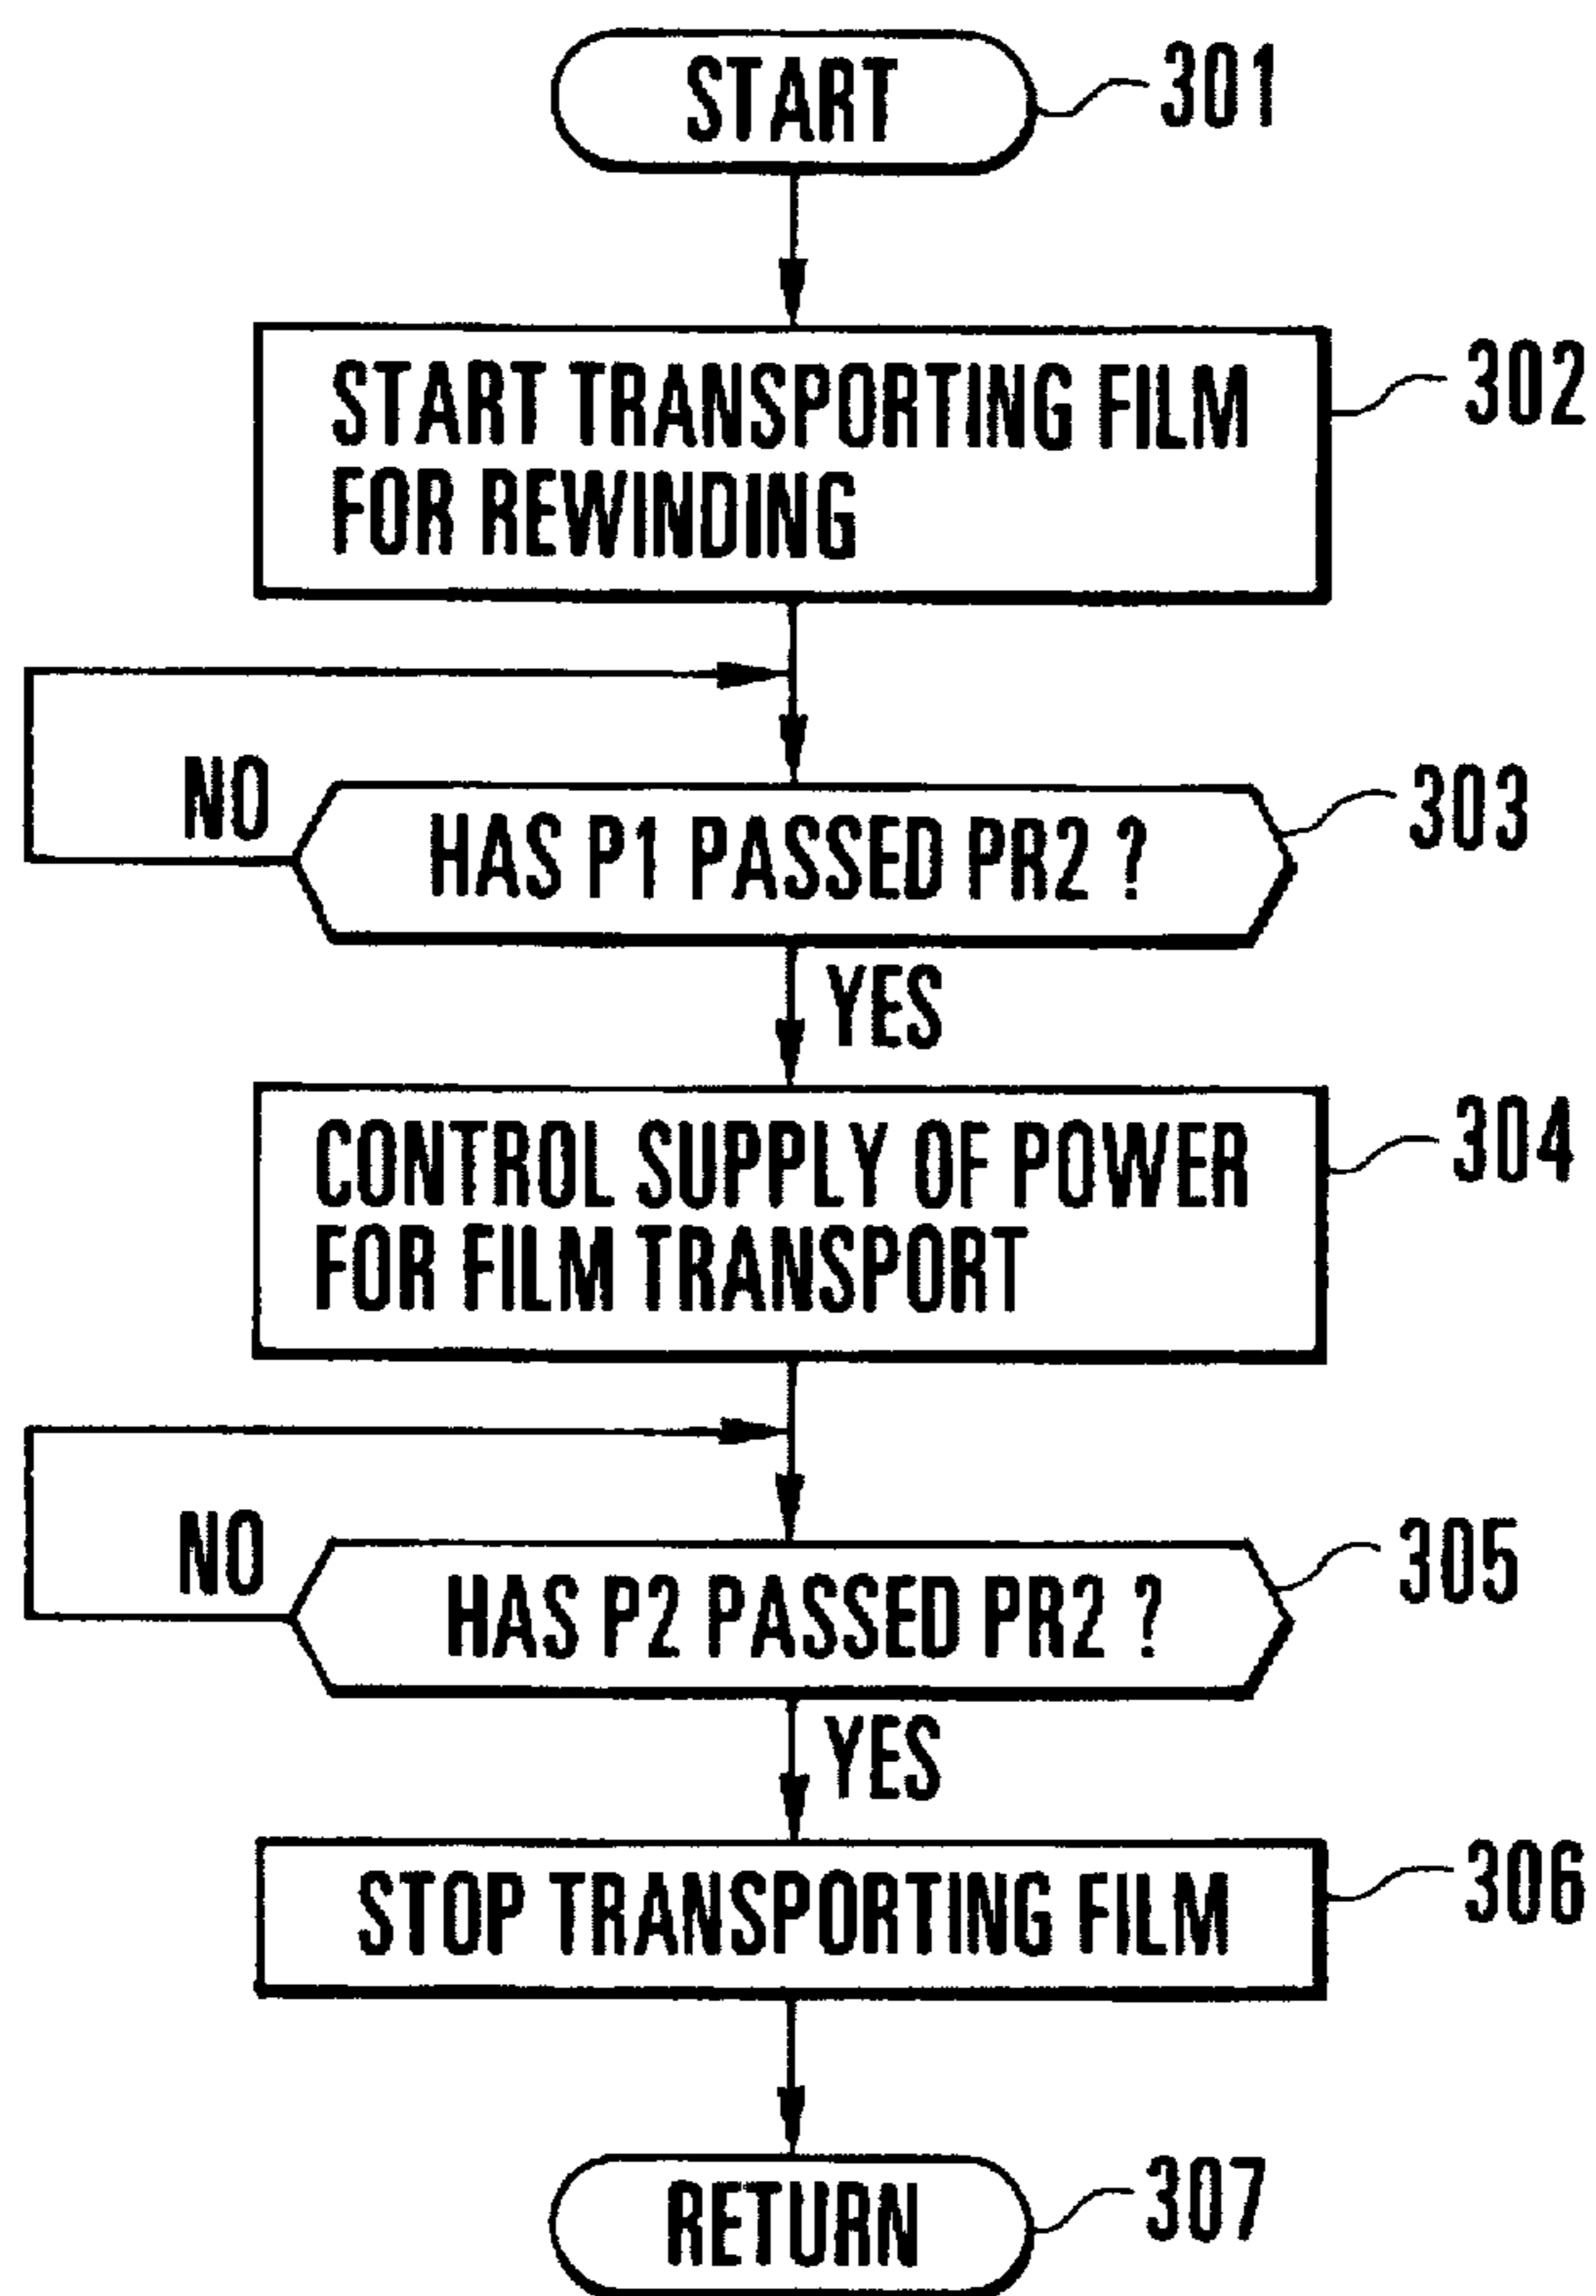 START
301
START TRANSPORTING FILM
FOR REWINDING
302
NO
HAS P1 PASSED PR2 ?
303
YES
CONTROL SUPPLY OF POWER
FOR FILM TRANSPORT
304
NO
HAS P2 PASSED PR2 ?
305
YES
STOP TRANSPORTING FILM
306
RETURN
307